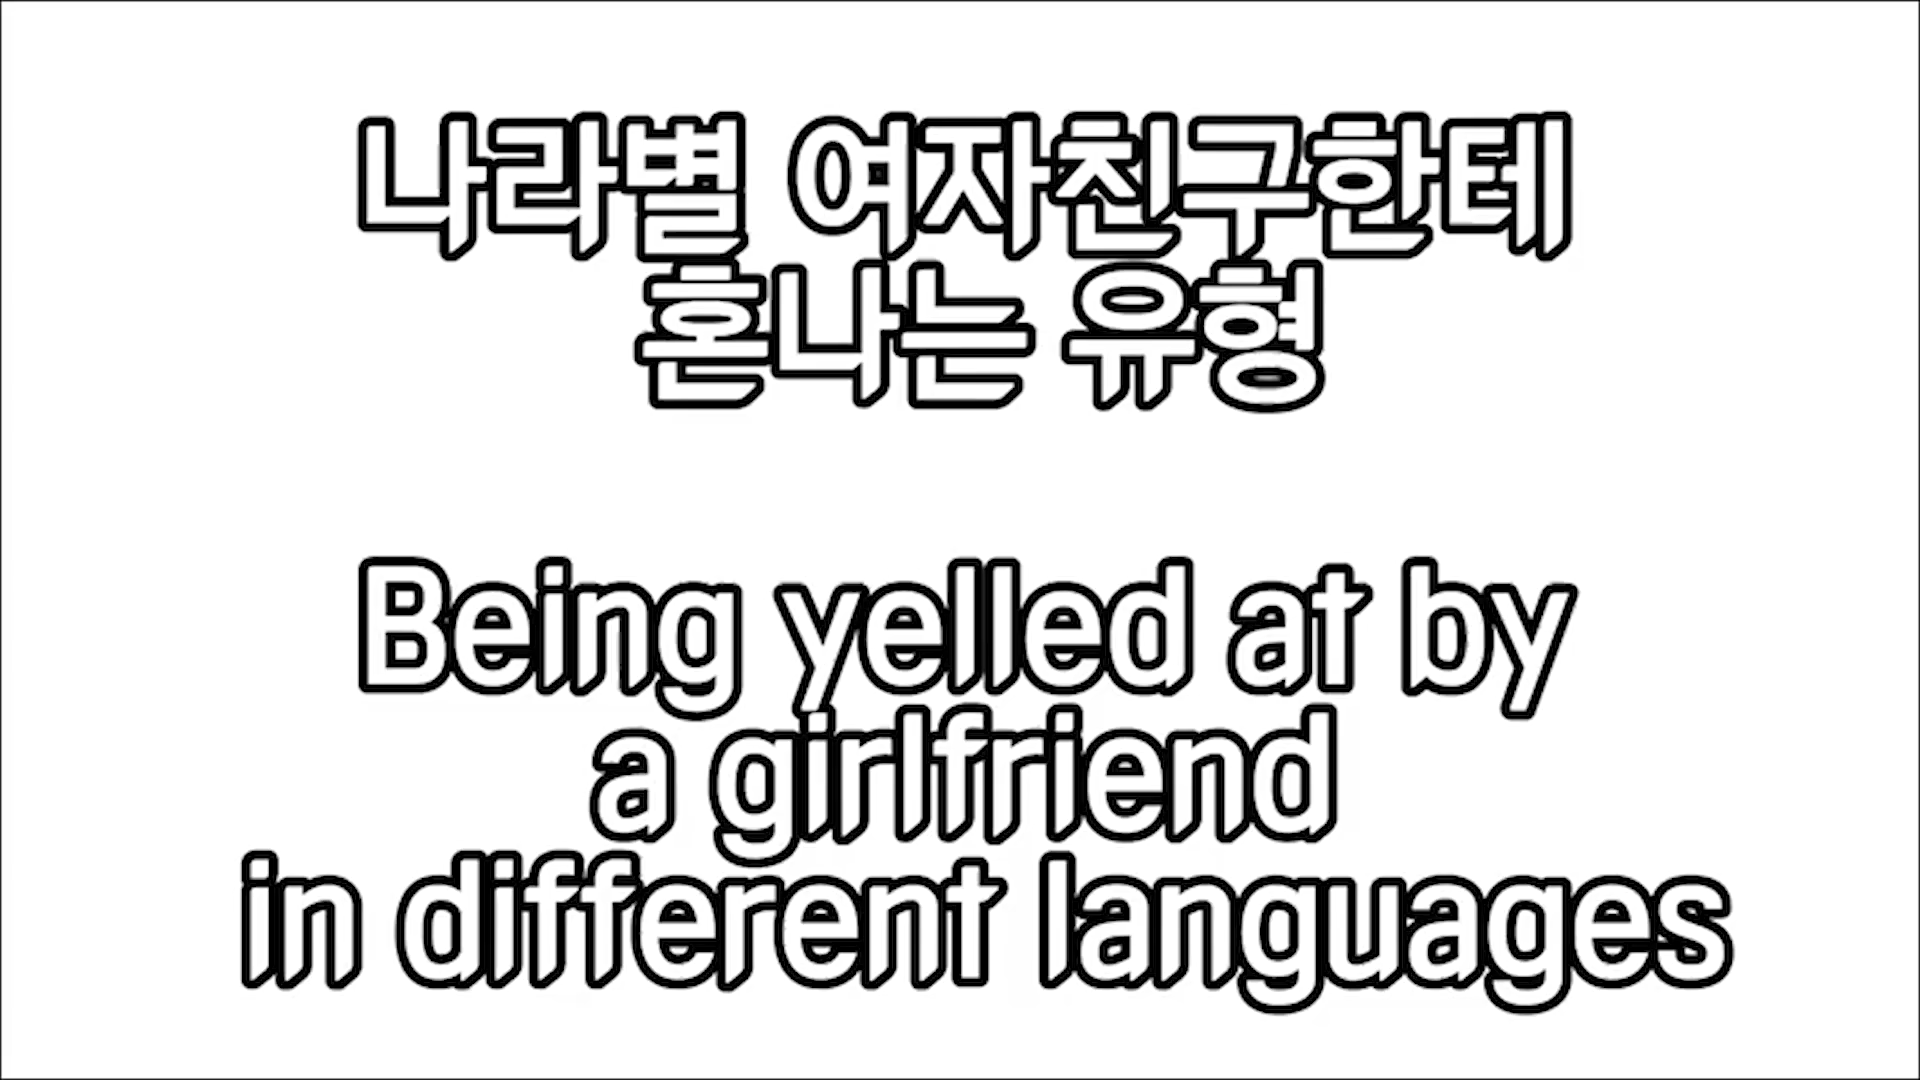 나라별 여자친구한테
혼나는 유형
Being yelled at by
a girlfriend
in different languages